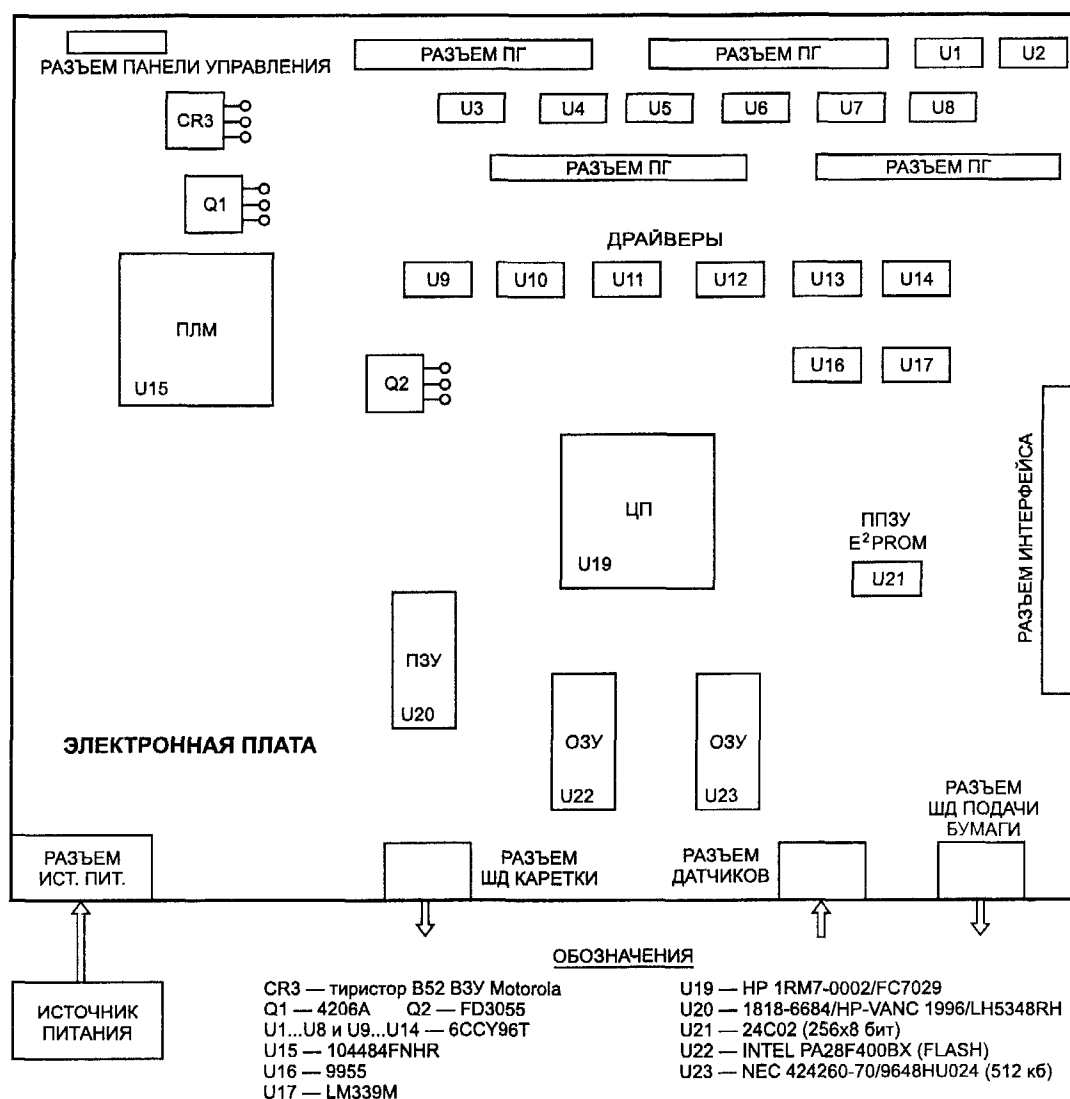 РАЗЪЕМ ПАНЕЛИ УПРАВЛЕНИЯ
РАЗЪЕМ ПГ
РАЗЪЕМ ПГ
U1
U2
CR3
U3
U4
U5
U6
U7
U8
РАЗЪЕМ ПГ
РАЗЪЕМ ПГ
Q1
ДРАЙВЕРЫ
U9
U10
U11
U12
U13
U14
ПЛМ
U15
Q2
U16
U17
ЦП
U19
ППЗУ
E²PROM
U21
РАЗЪЕМ ИНТЕРФЕЙСА
ПЗУ
U20
ОЗУ
U22
ОЗУ
U23
ЭЛЕКТРОННАЯ ПЛАТА
РАЗЪЕМ
ИСТ. ПИТ.
РАЗЪЕМ
ШД КАРЕТКИ
РАЗЪЕМ
ДАТЧИКОВ
РАЗЪЕМ
ШД ПОДАЧИ
БУМАГИ
ИСТОЧНИК
ПИТАНИЯ
ОБОЗНАЧЕНИЯ
CR3 — тиристор B52 ВЗУ Motorola
Q1 — 4206A Q2 — FD3055
U1...U8 и U9...U14 — 6CCY96T
U15 — 104484FNHR
U16 — 9955
U17 — LM339M
U19 — HP 1RM7-0002/FC7029
U20 — 1818-6684/HP-VANC 1996/LH5348RH
U21 — 24C02 (256x8 бит)
U22 — INTEL PA28F400BX (FLASH)
U23 — NEC 424260-70/9648HU024 (512 кб)